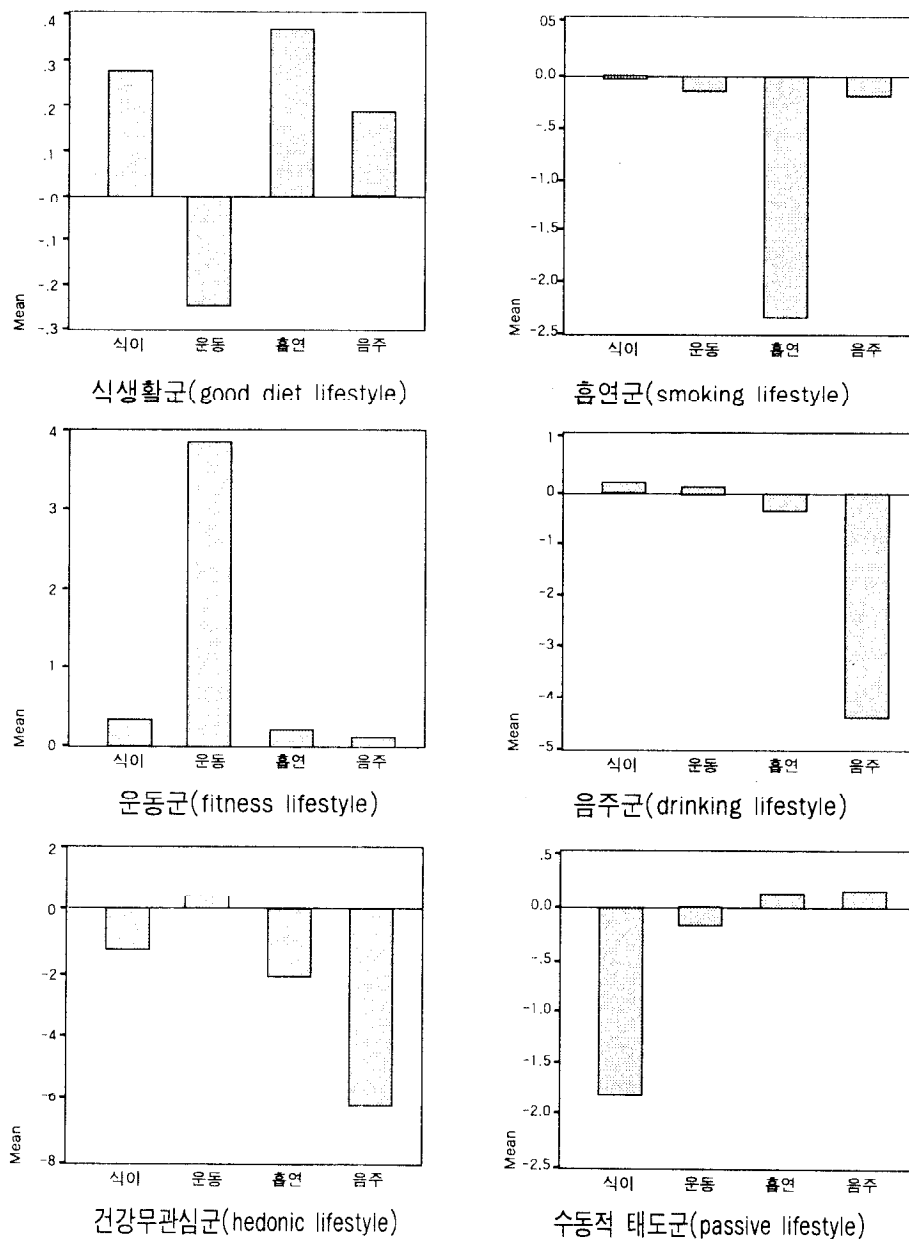 .4
.3
.2
.1
-0
-.1
-.2
-.3
Mean
식이 운동 흡연 음주
식생활군(good diet lifestyle)
05
0.0
-.5
-1.0
-1.5
-2.0
-2.5
Mean
식이 운동 흡연 음주
흡연군(smoking lifestyle)
4
3
2
1
0
Mean
식이 운동 흡연 음주
운동군(fitness lifestyle)
1
0
-1
-2
-3
-4
-5
Mean
식이 운동 흡연 음주
음주군(drinking lifestyle)
2
0
-2
-4
-6
-8
Mean
식이 운동 흡연 음주
건강무관심군(hedonic lifestyle)
.5
0.0
-.5
-1.0
-1.5
-2.0
-2.5
Mean
식이 운동 흡연 음주
수동적 태도군(passive lifestyle)